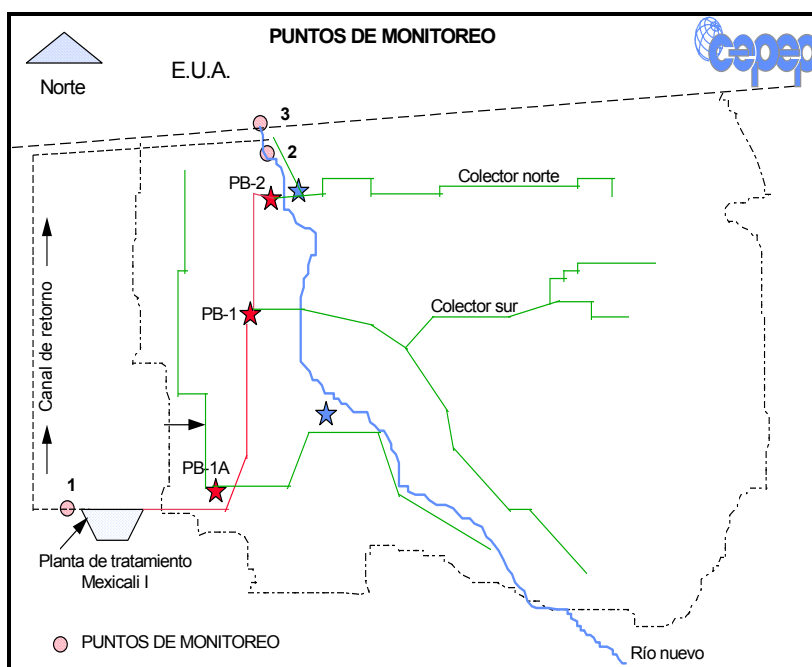 PUNTOS DE MONITOREO
cepep
Norte
E.U.A.
3
2
PB-2
Colector norte
Canal de retorno
PB-1
Colector sur
PB-1A
1
Planta de tratamiento
Mexicali I
PUNTOS DE MONITOREO
Río nuevo